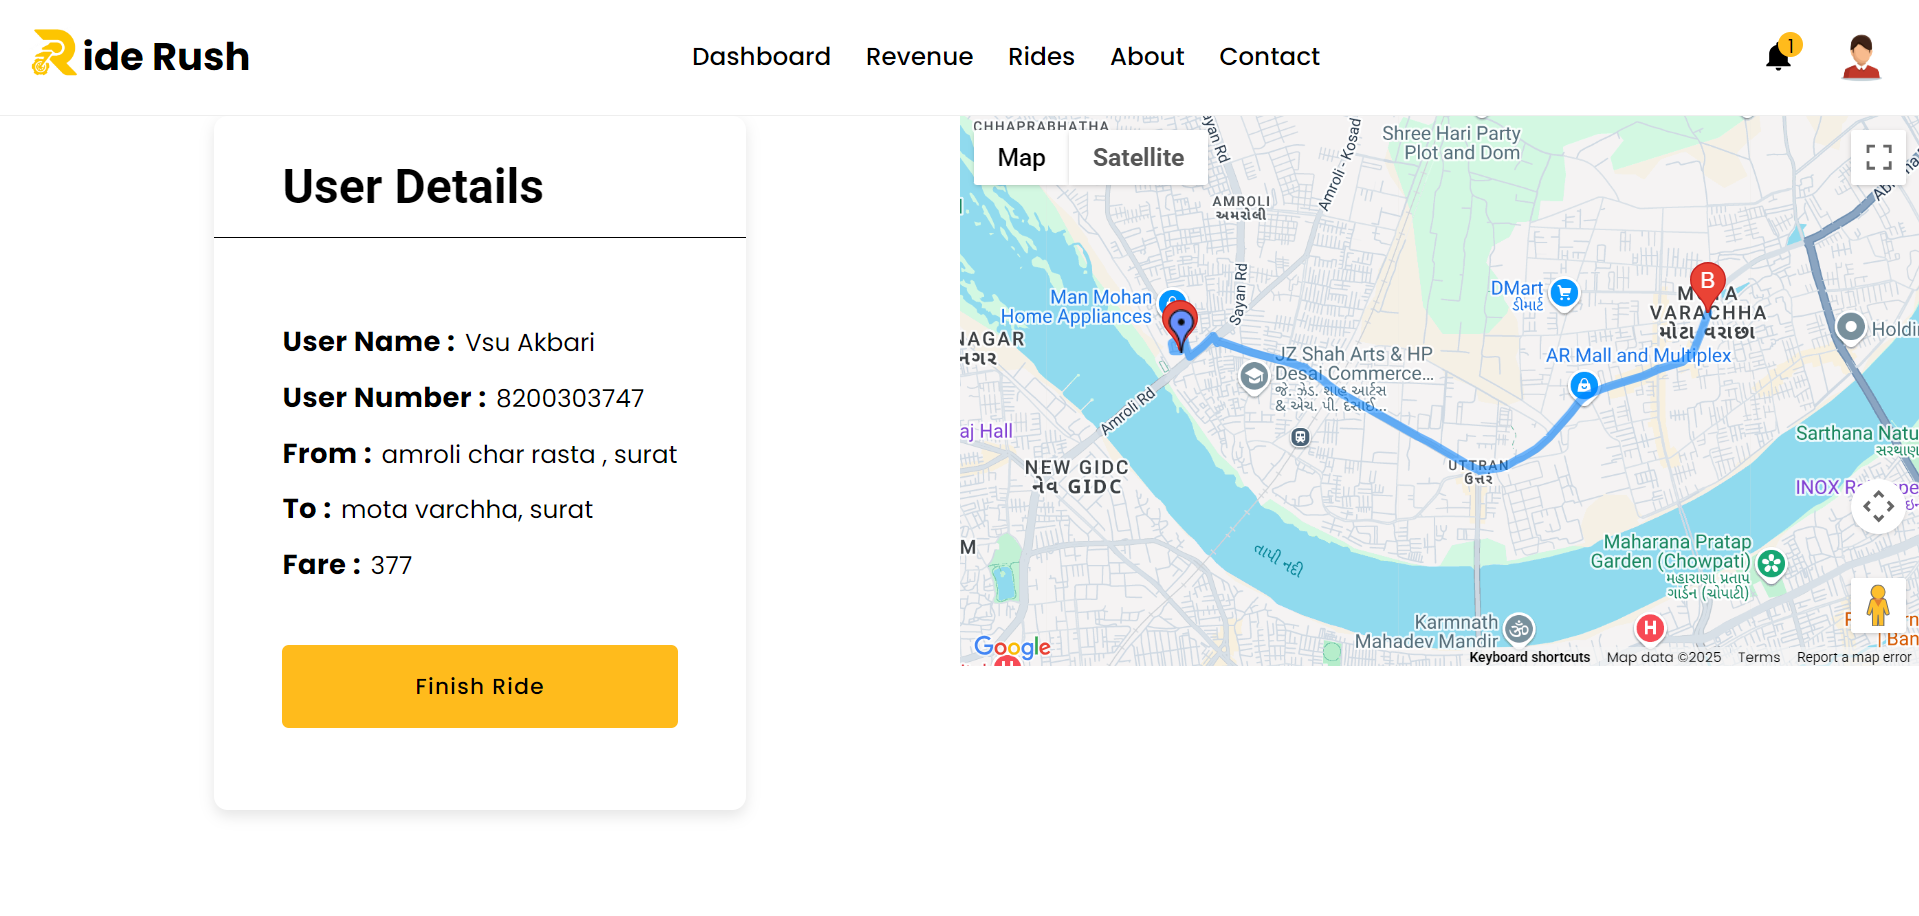 ide Rush
Dashboard
Revenue
Rides
About
Contact
1
User Details
User Name : Vsu Akbari
User Number : 8200303747
From : amroli char rasta , surat
To : mota varchha, surat
Fare : 377
Finish Ride
CHHAPRABHATHA
Map
Satellite
ayan Rd
Amroli - Kosad
Shree Hari Party
Plot and Dom
AMROLI
અમરોલી
Sayan Rd
Man Mohan
Home Appliances
DMart
ડીમાર્ટ
B
VARACHHA
મોટા વરાછા
Holdin
NAGAR
નગર
JZ Shah Arts & HP
Desai Commerce...
જે. ઝેડ. શાહ આર્ટસ
& એચ. પી. દેસાઈ...
AR Mall and Multiplex
Amroli Rd
aj Hall
NEW GIDC
નેવ GIDC
UTTRAN
ઉત્તરં
Sarthana Natu
સરથાણ
INOX R
M
તાપી નદી
Maharana Pratap
Garden (Chowpati)
મહારાણા પ્રતાપ
ગાર્ડન (ચોપાટી)
Karmnath
Mahadev Mandir
H
Ban
Google
Keyboard shortcuts
Map data ©2025
Terms
Report a map error